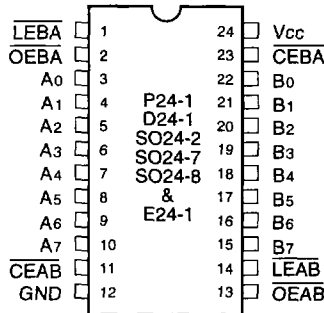 LEBA 1 24 Vcc
OEBA 2 23 CEBA
A0 3 22 B0
A1 4 P24-1 21 B1
A2 5 D24-1 20 B2
A3 6 SO24-2 19 B3
A4 7 SO24-7 18 B4
A5 8 SO24-8 17 B5
A6 9 & 16 B6
A7 10 E24-1 15 B7
CEAB 11 14 LEAB
GND 12 13 OEAB